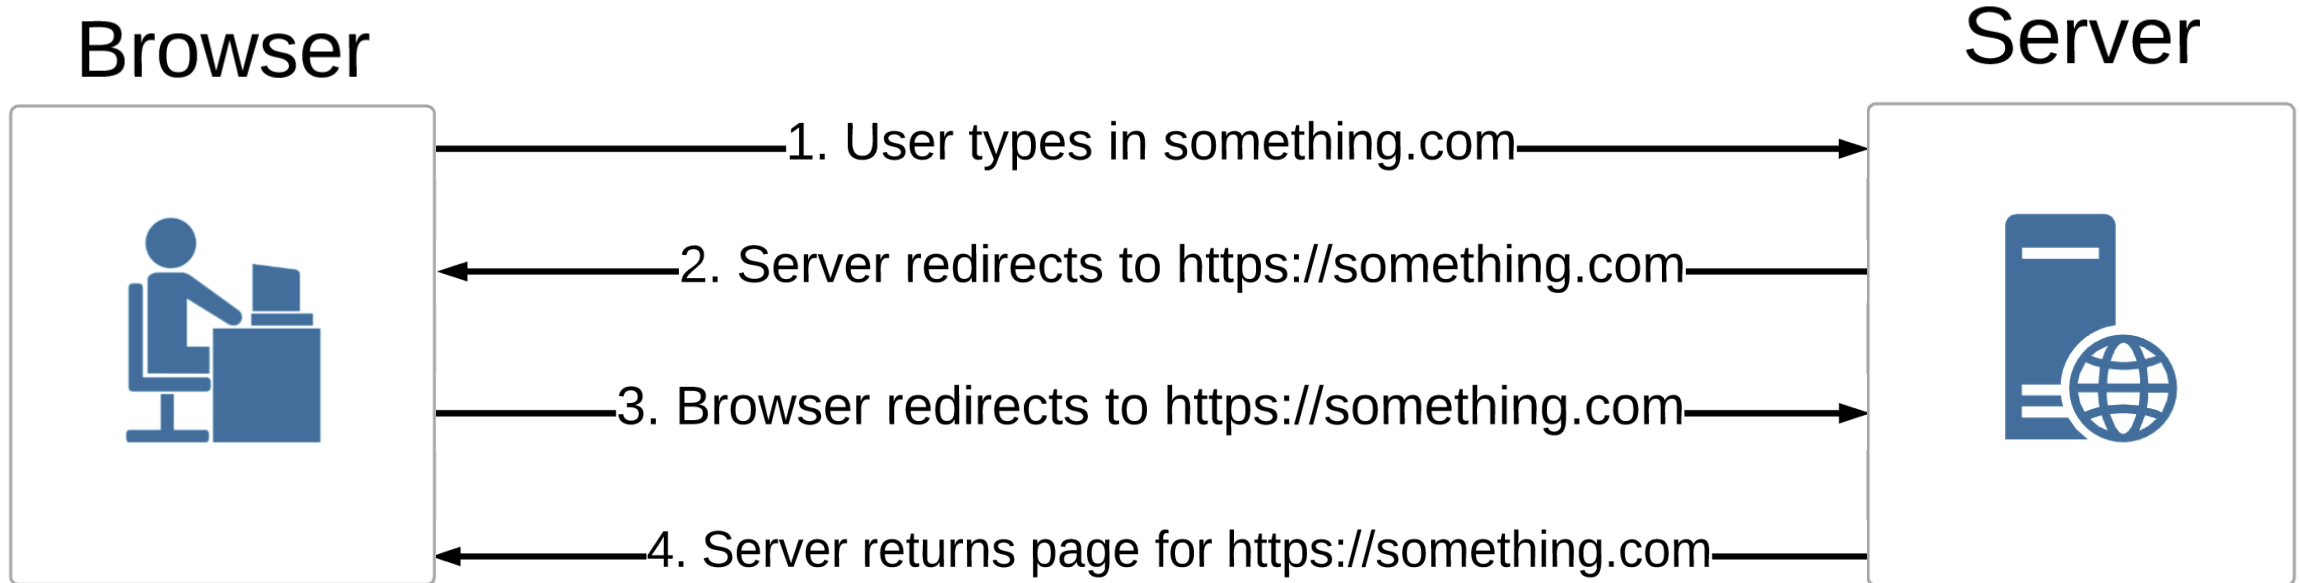 Browser
Server
1. User types in something.com
2. Server redirects to https://something.com
3. Browser redirects to https://something.com
4. Server returns page for https://something.com